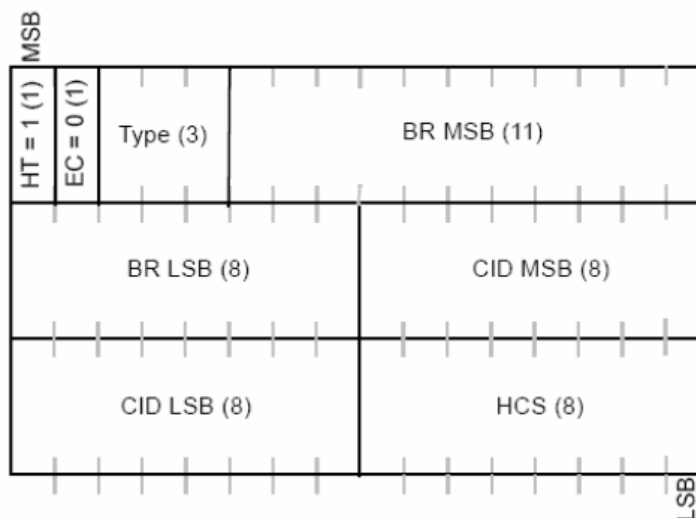 MSB
HT = 1 (1)
EC = 0 (1)
Type (3)
BR MSB (11)
BR LSB (8)
CID MSB (8)
CID LSB (8)
HCS (8)
LSB